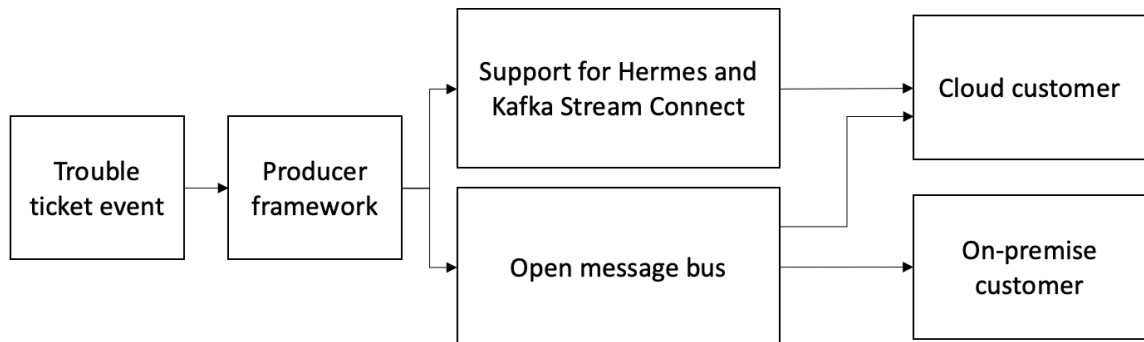 Trouble
ticket event
Producer
framework
Support for Hermes and
Kafka Stream Connect
Open message bus
Cloud customer
On-premise
customer